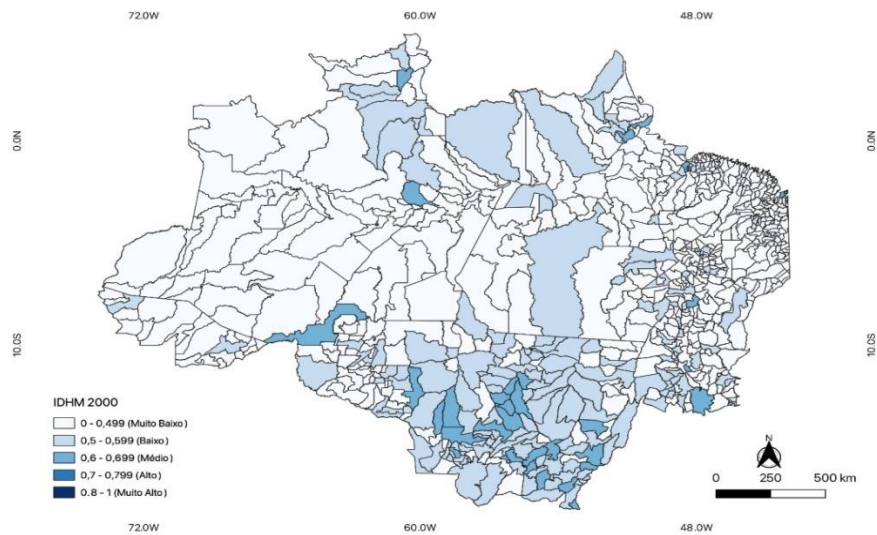 72.0W 60.0W 48.0W
0.0N 0.0N
10.0S 10.0S
IDHM 2000
0 - 0,499 (Muito Baixo)
0,5 - 0,599 (Baixo)
0,6 - 0,699 (Médio)
0,7 - 0,799 (Alto)
0.8 - 1 (Muito Alto)
N
0 250 500 km
72.0W 60.0W 48.0W